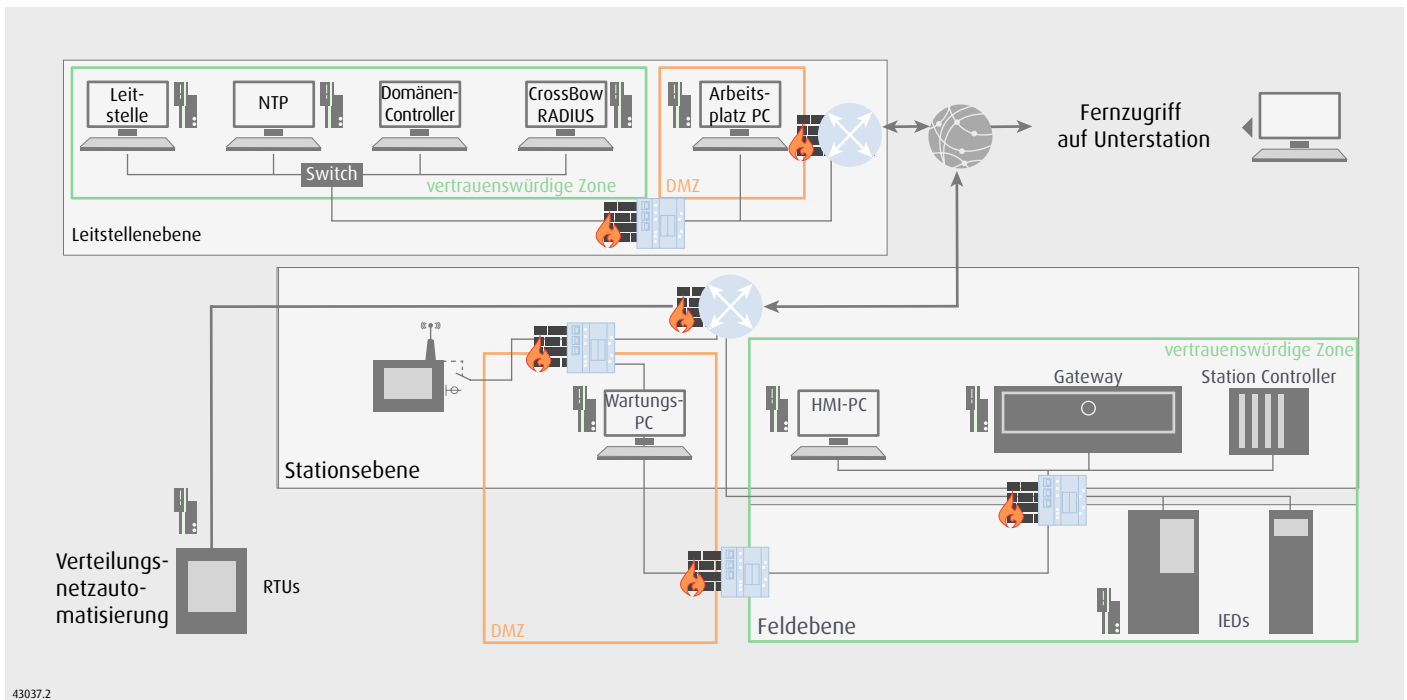 Leit-
stelle
NTP
Domänen-
Controller
CrossBow
RADIUS
Arbeits-
platz PC
Switch
vertrauenswürdige Zone
DMZ
Leitstellenebene
Fernzugriff
auf Unterstation
vertrauenswürdige Zone
Wartungs-
PC
HMI-PC
Gateway
Station Controller
Stationsebene
Verteilungs-
netzauto-
matisierung
RTUs
DMZ
Feldebene
IEDs
43037.2